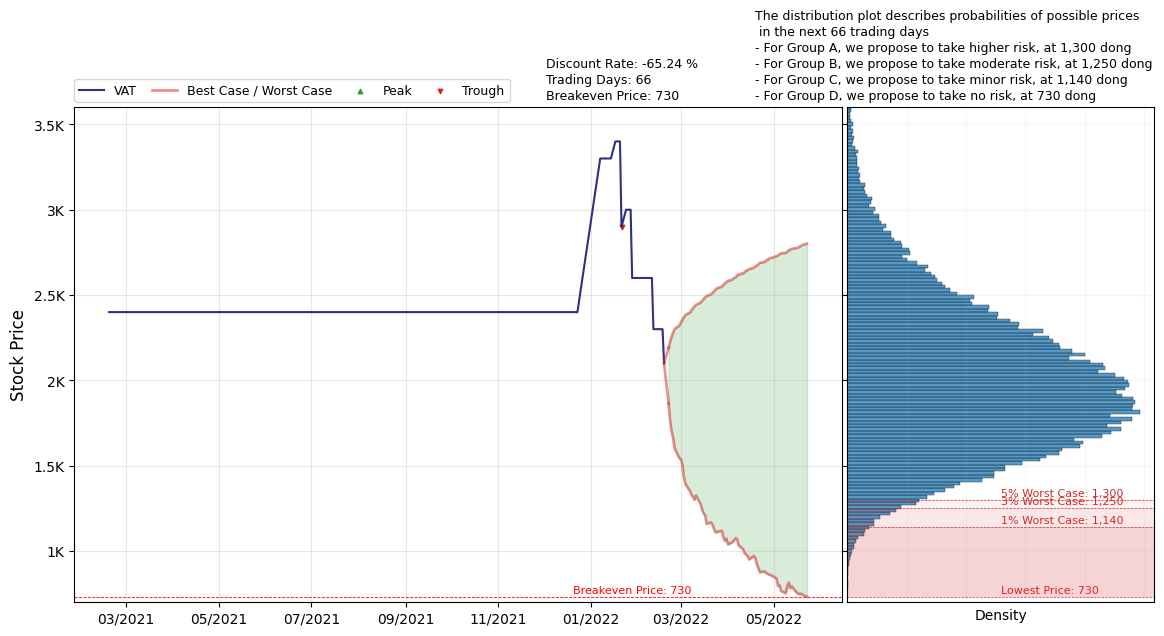 The distribution plot describes probabilities of possible prices
in the next 66 trading days
- For Group A, we propose to take higher risk, at 1,300 dong
- For Group B, we propose to take moderate risk, at 1,250 dong
- For Group C, we propose to take minor risk, at 1,140 dong
- For Group D, we propose to take no risk, at 730 dong
Discount Rate: -65.24 %
Trading Days: 66
Breakeven Price: 730
VAT
Best Case / Worst Case
Peak
Trough
Stock Price
3.5K
3K
2.5K
2K
1.5K
1K
Breakeven Price: 730
03/2021
05/2021
07/2021
09/2021
11/2021
01/2022
03/2022
05/2022
5% Worst Case: 1,300
3% Worst Case: 1,250
1% Worst Case: 1,140
Lowest Price: 730
Density